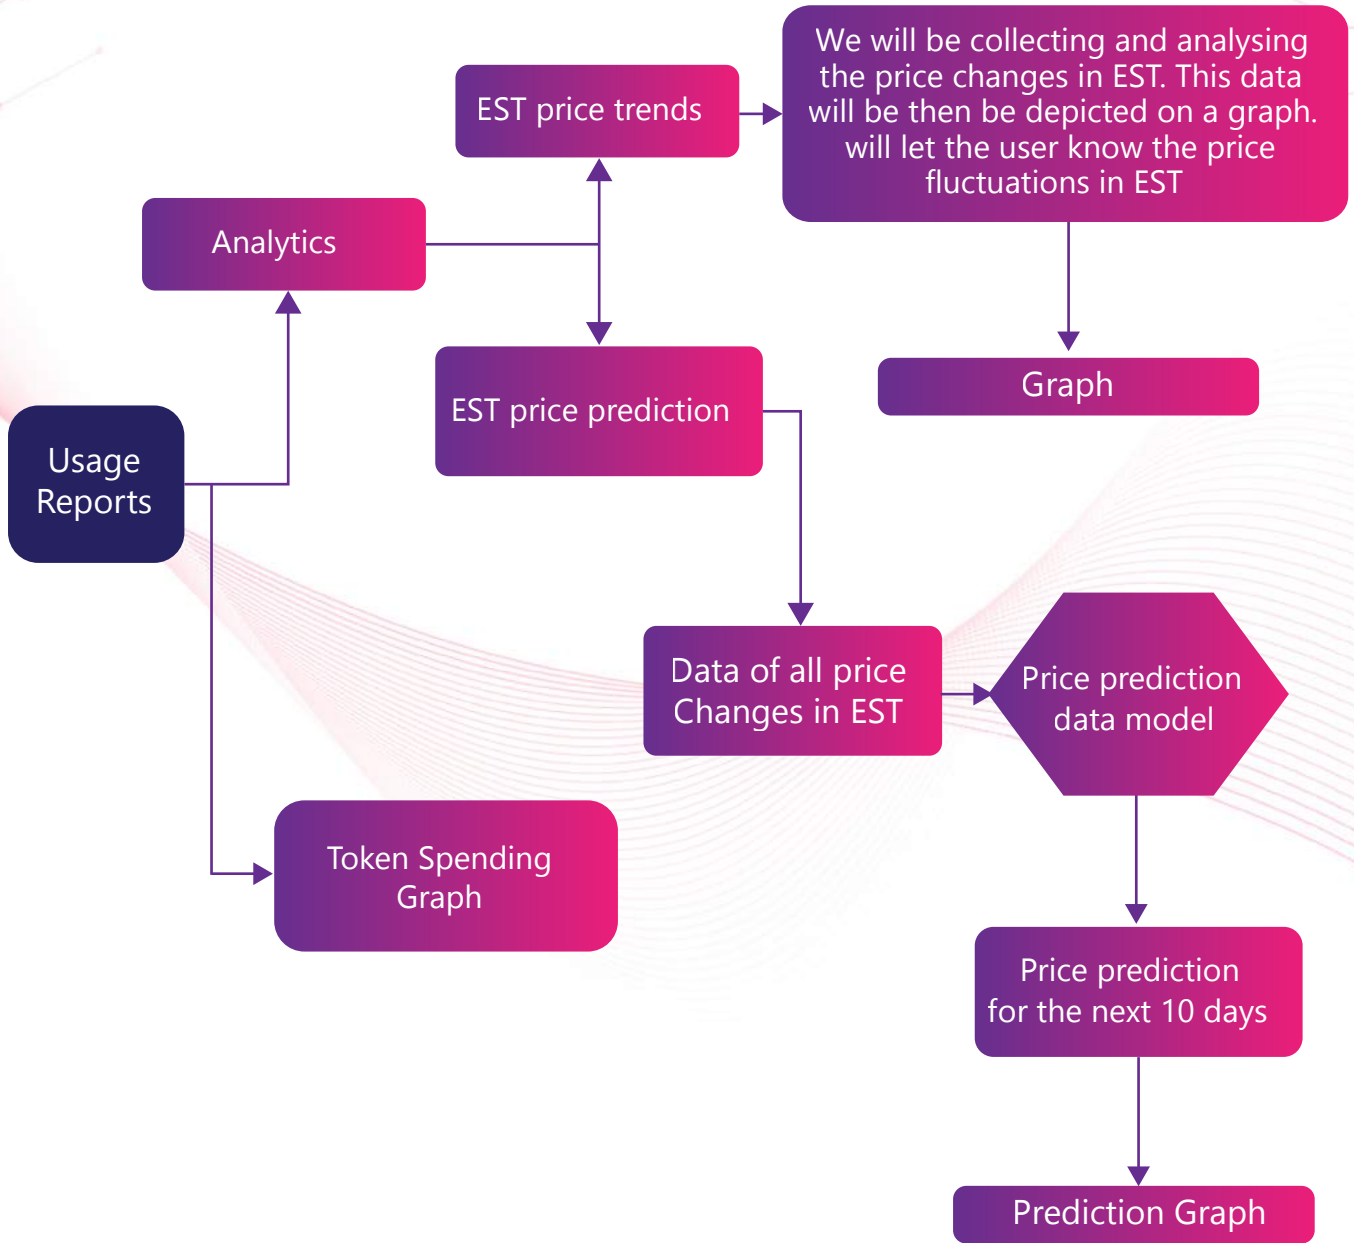 We will be collecting and analysing
the price changes in EST. This data
will be then be depicted on a graph.
will let the user know the price
fluctuations in EST
EST price trends
Analytics
Graph
EST price prediction
Usage
Reports
Data of all price
Changes in EST
Price prediction
data model
Token Spending
Graph
Price prediction
for the next 10 days
Prediction Graph